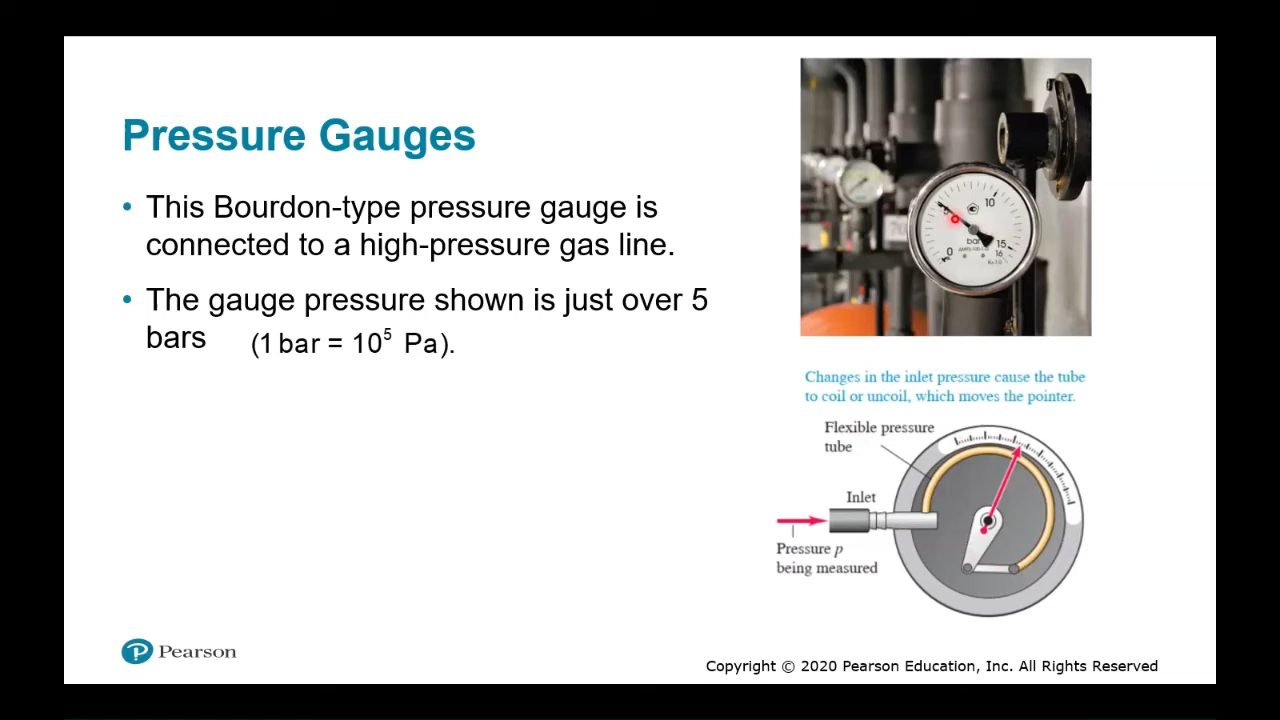 Pressure Gauges
• This Bourdon-type pressure gauge is
connected to a high-pressure gas line.
• The gauge pressure shown is just over 5
bars (1 bar = 10⁵ Pa).
10
bar
15
16
0
Changes in the inlet pressure cause the tube
to coil or uncoil, which moves the pointer.
Flexible pressure
tube
Inlet
Pressure p
being measured
Pearson
Copyright © 2020 Pearson Education, Inc. All Rights Reserved